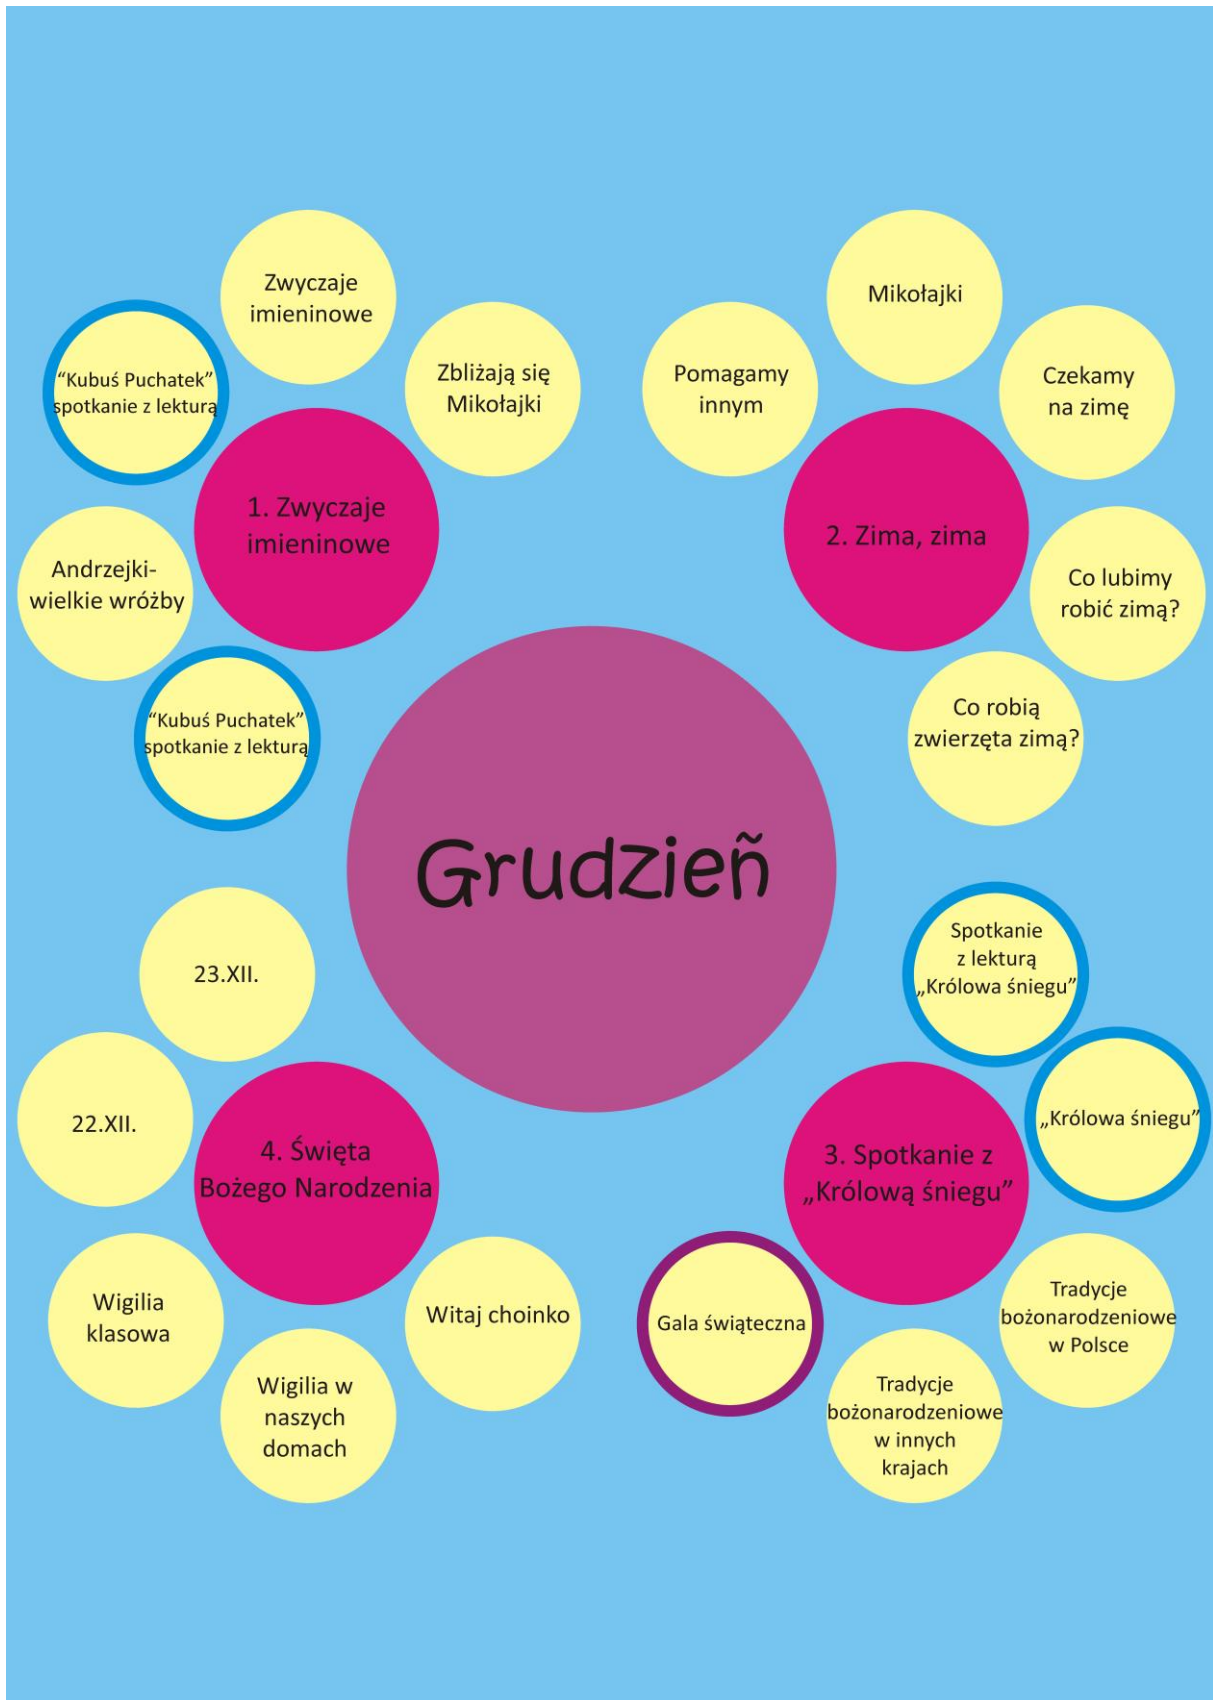 Zwyczaje
imieninowe
“Kubuś Puchatek”
spotkanie z lekturą
Zbliżają się
Mikołajki
1. Zwyczaje
imieninowe
Andrzejki-
wielkie wróżby
“Kubuś Puchatek”
spotkanie z lekturą
Mikołajki
Pomagamy
innym
Czekamy
na zimę
2. Zima, zima
Co lubimy
robić zimą?
Co robią
zwierzęta zimą?
Grudzieñ
23.XII.
22.XII.
4. Święta
Bożego Narodzenia
Wigilia
klasowa
Wigilia w
naszych
domach
Witaj choinko
Spotkanie
z lekturą
„Królowa śniegu”
„Królowa śniegu”
3. Spotkanie z
„Królową śniegu”
Gala świąteczna
Tradycje
bożonarodzeniowe
w Polsce
Tradycje
bożonarodzeniowe
w innych
krajach